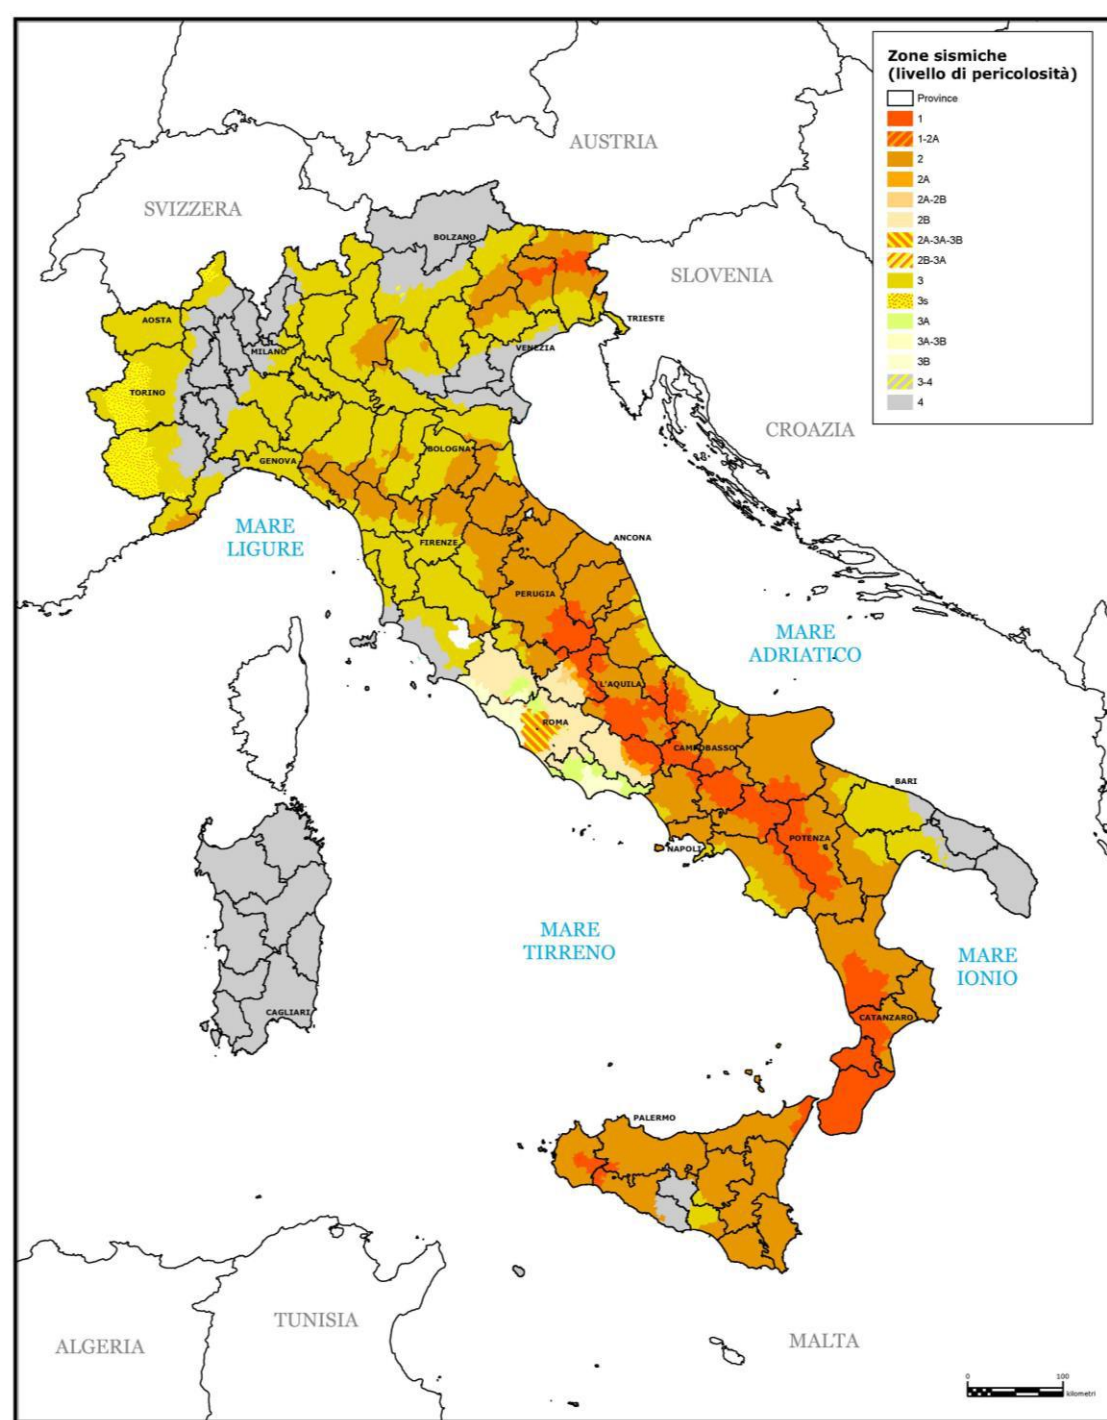 Zone sismiche
(livello di pericolosità)
Province
1
1-2A
2
2A
2A-2B
2B
2A-3A-3B
2B-3A
3
3s
3A
3A-3B
3B
3-4
4
AUSTRIA
SVIZZERA
BOLZANO
SLOVENIA
AOSTA
TRIESTE
MILANO
VENEZIA
TORINO
CROAZIA
BOLOGNA
GENOVA
MARE
LIGURE
FIRENZE
ANCONA
PERUGIA
MARE
ADRIATICO
L'AQUILA
ROMA
CAMPOBASSO
BARI
POTENZA
NAPOLI
MARE
TIRRENO
MARE
IONIO
CAGLIARI
CATANZARO
PALERMO
TUNISIA
ALGERIA
MALTA
0 100
kilometri